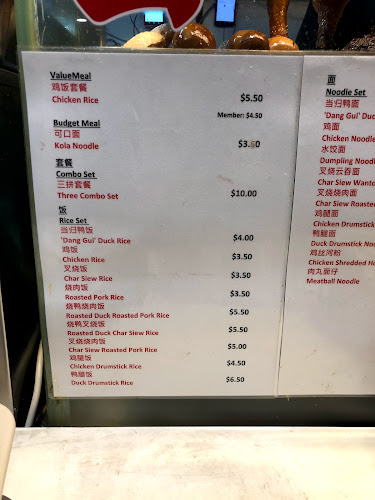 ValueMeal
鸡饭套餐
Chicken Rice $5.50
Member: $4.50
Budget Meal
可口面
Kola Noodle $3.50
套餐
Combo Set
三拼套餐
Three Combo Set $10.00
饭
Rice Set
当归鸭饭
'Dang Gui' Duck Rice $4.00
鸡饭
Chicken Rice $3.50
叉烧饭
Char Siew Rice $3.50
烧肉饭
Roasted Pork Rice $3.50
烧鸭烧肉饭
Roasted Duck Roasted Pork Rice $5.50
烧鸭叉烧饭
Roasted Duck Char Siew Rice $5.50
叉烧烧肉饭
Char Siew Roasted Pork Rice $5.00
鸡腿饭
Chicken Drumstick Rice $4.50
鸭腿饭
Duck Drumstick Rice $6.50
面
Noodle Set
当归鸭面
'Dang Gui' Duc
鸡面
Chicken Noodle
水饺面
Dumpling Nood
叉烧云吞面
Char Siew Wanto
叉烧烧肉面
Char Siew Roasted
鸡腿面
Chicken Drumstick
鸭腿面
Duck Drumstick Noo
鸡丝河粉
Chicken Shredded Ho
肉丸面仔
Meatball Noodle